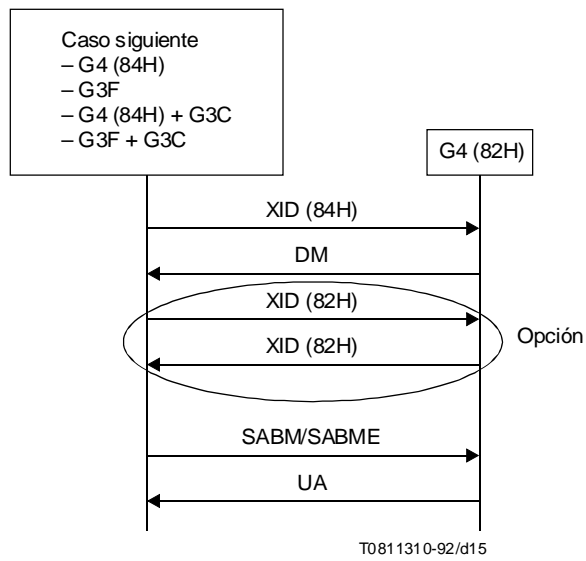 Caso siguiente
– G4 (84H)
– G3F
– G4 (84H) + G3C
– G3F + G3C
G4 (82H)
XID (84H)
DM
XID (82H)
XID (82H)
Opción
SABM/SABME
UA
T0811310-92/d15